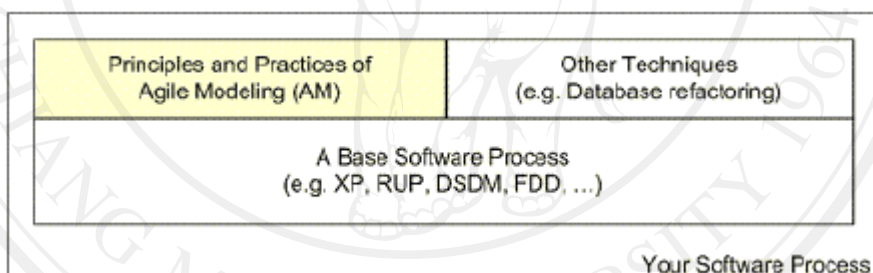 Principles and Practices of
Agile Modeling (AM)
Other Techniques
(e.g. Database refactoring)
A Base Software Process
(e.g. XP, RUP, DSDM, FDD, ...)
Your Software Process